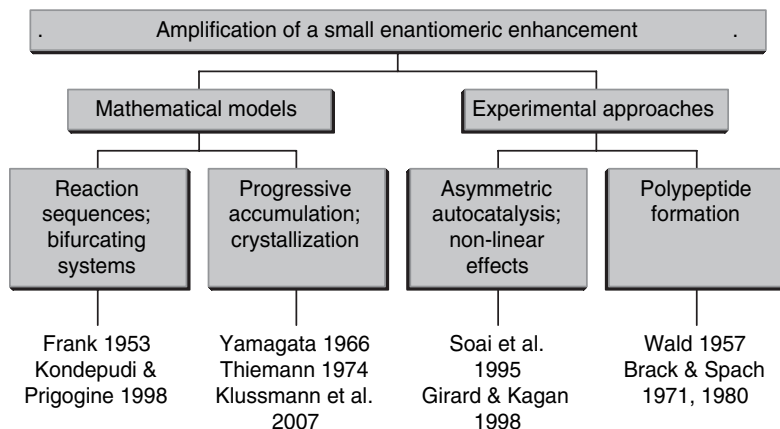 . Amplification of a small enantiomeric enhancement .
Mathematical models
Experimental approaches
Reaction
sequences;
bifurcating
systems
Progressive
accumulation;
crystallization
Asymmetric
autocatalysis;
non-linear
effects
Polypeptide
formation
Frank 1953
Kondepudi &
Prigogine 1998
Yamagata 1966
Thiemann 1974
Klussmann et al.
2007
Soai et al.
1995
Girard & Kagan
1998
Wald 1957
Brack & Spach
1971, 1980